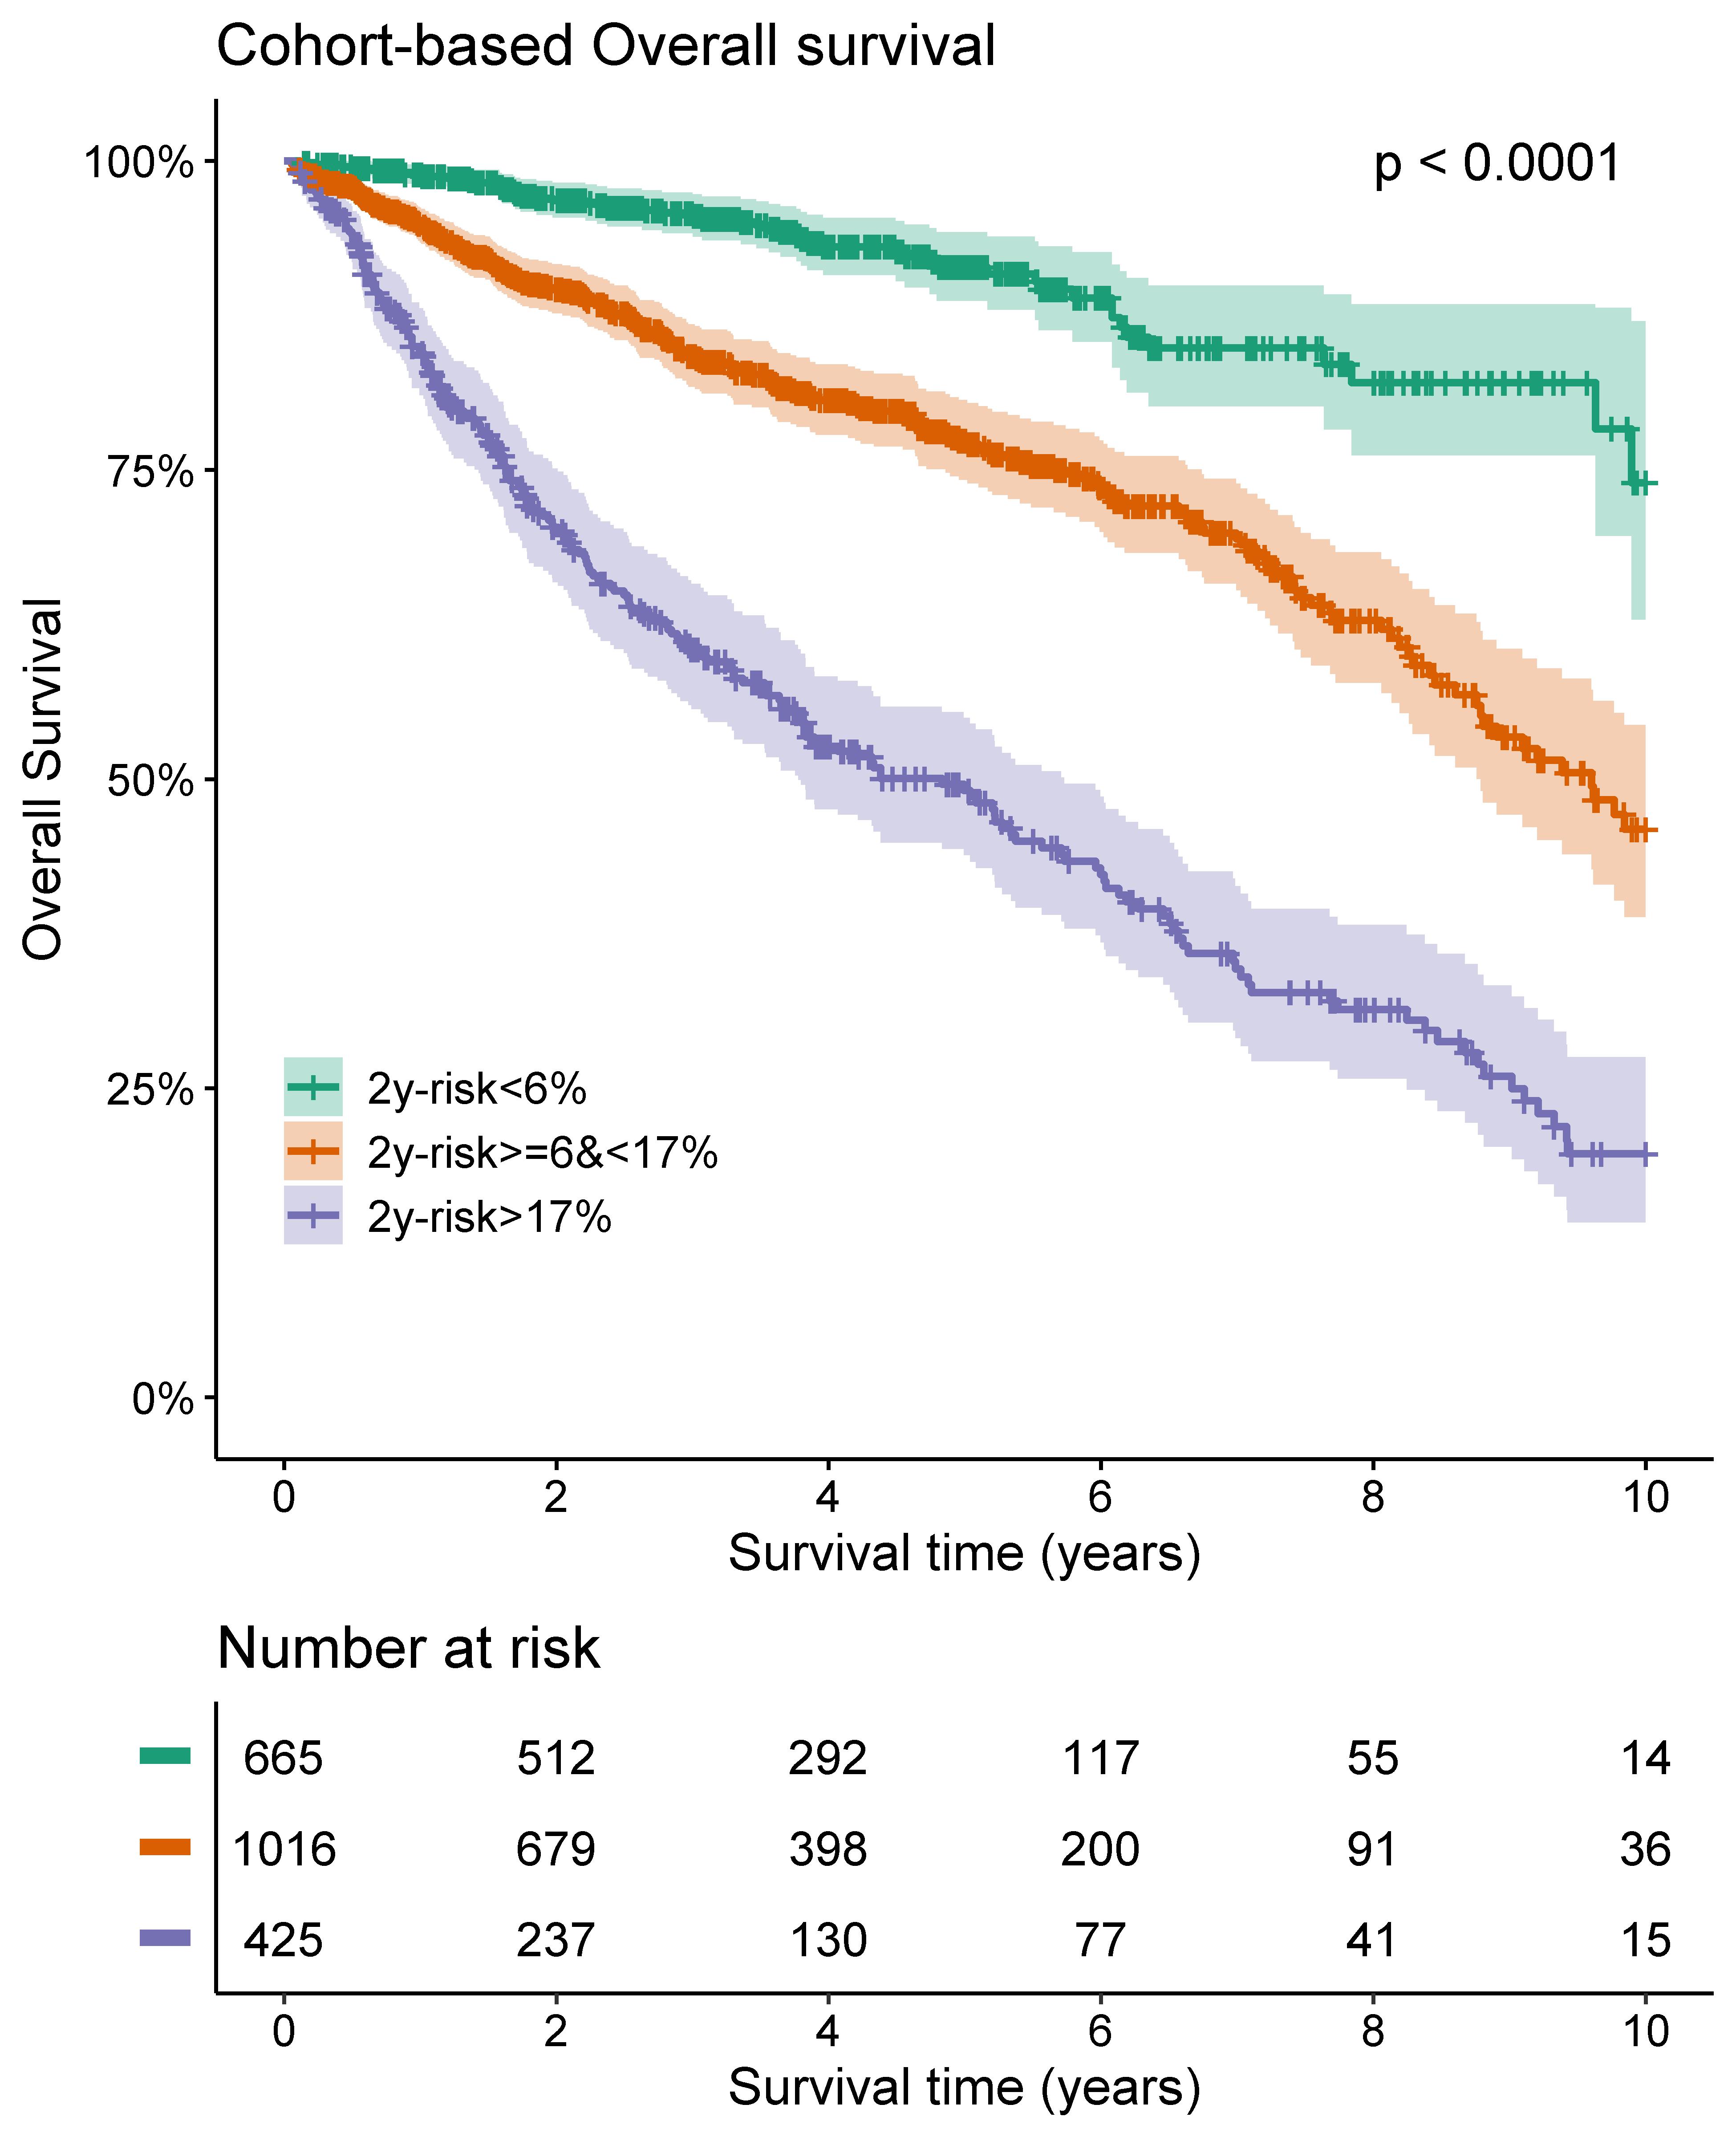 Cohort-based Overall survival
100%
p < 0.0001
75%
50%
25%
0%
Overall Survival
2y-risk<6%
2y-risk>=6&<17%
2y-risk>17%
0 2 4 6 8 10
Survival time (years)
Number at risk
665 512 292 117 55 14
1016 679 398 200 91 36
425 237 130 77 41 15
0 2 4 6 8 10
Survival time (years)